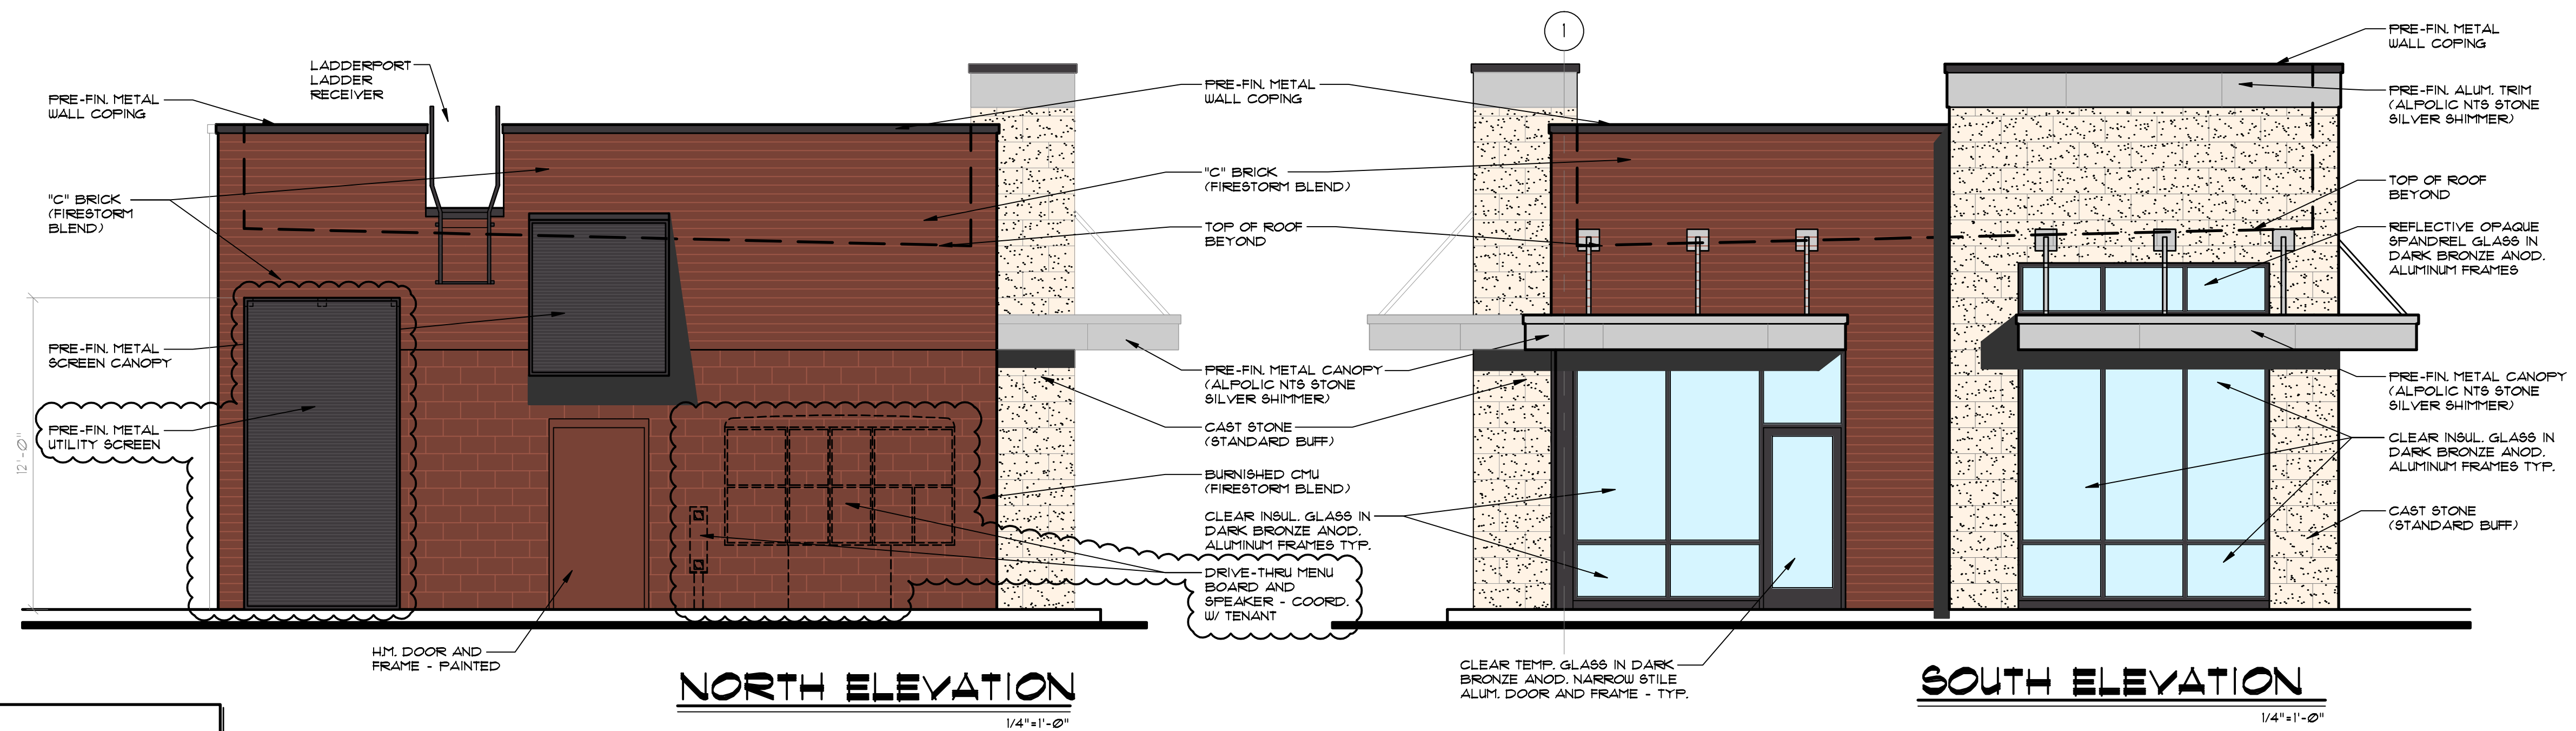 LADDERPORT
LADDER
RECEIVER
PRE-FIN. METAL
WALL COPING
"C" BRICK
(FIRESTORM
BLEND)
PRE-FIN. METAL
SCREEN CANOPY
PRE-FIN. METAL
UTILITY SCREEN
12'-0"
H.M. DOOR AND
FRAME - PAINTED
NORTH ELEVATION
1/4"=1'-0"
PRE-FIN. METAL
WALL COPING
"C" BRICK
(FIRESTORM BLEND)
TOP OF ROOF
BEYOND
PRE-FIN. METAL CANOPY
(ALPOLIC NTS STONE
SILVER SHIMMER)
CAST STONE
(STANDARD BUFF)
BURNISHED CMU
(FIRESTORM BLEND)
CLEAR INSUL. GLASS IN
DARK BRONZE ANOD.
ALUMINUM FRAMES TYP.
DRIVE-THRU MENU
BOARD AND
SPEAKER - COORD.
W/ TENANT
1
CLEAR TEMP. GLASS IN DARK
BRONZE ANOD. NARROW STILE
ALUM. DOOR AND FRAME - TYP.
PRE-FIN. METAL
WALL COPING
PRE-FIN. ALUM. TRIM
(ALPOLIC NTS STONE
SILVER SHIMMER)
TOP OF ROOF
BEYOND
REFLECTIVE OPAQUE
SPANDREL GLASS IN
DARK BRONZE ANOD.
ALUMINUM FRAMES
PRE-FIN. METAL CANOPY
(ALPOLIC NTS STONE
SILVER SHIMMER)
CLEAR INSUL. GLASS IN
DARK BRONZE ANOD.
ALUMINUM FRAMES TYP.
CAST STONE
(STANDARD BUFF)
SOUTH ELEVATION
1/4"=1'-0"